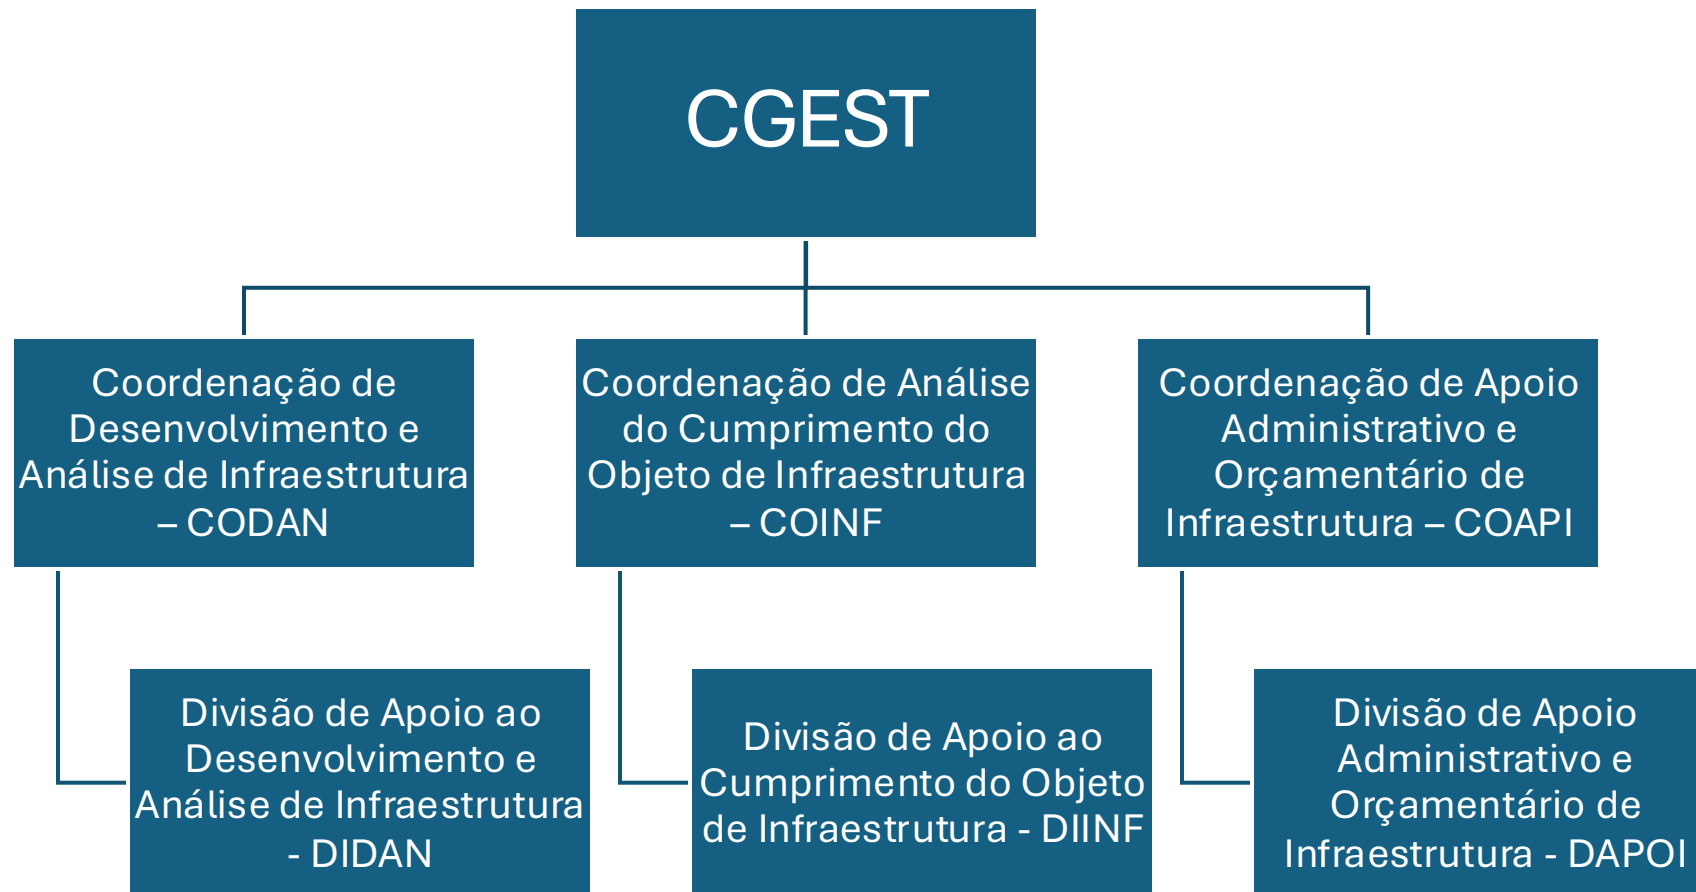 CGEST
Coordenação de
Desenvolvimento e
Análise de Infraestrutura
– CODAN
Coordenação de Análise
do Cumprimento do
Objeto de Infraestrutura
– COINF
Coordenação de Apoio
Administrativo e
Orçamentário de
Infraestrutura – COAPI
Divisão de Apoio ao
Desenvolvimento e
Análise de Infraestrutura
- DIDAN
Divisão de Apoio ao
Cumprimento do Objeto
de Infraestrutura - DIINF
Divisão de Apoio
Administrativo e
Orçamentário de
Infraestrutura - DAPOI